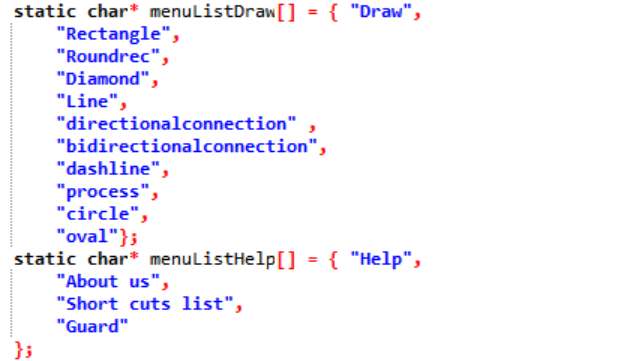 static char* menuListDraw[] = { "Draw",
"Rectangle",
"Roundrec",
"Diamond",
"Line",
"directionalconnection" ,
"bidirectionalconnection",
"dashline",
"process",
"circle",
"oval"};
static char* menuListHelp[] = { "Help",
"About us",
"Short cuts list",
"Guard"
};